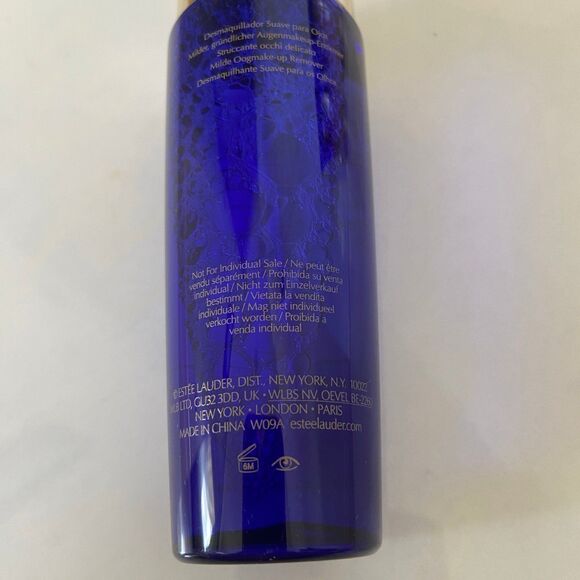 Desmaquillador Suave para Ojos
Milder, gründlicher Augenmakeup-Entferner
Struccante occhi delicato
Milde Oogmake-up Remover
Desmaquilhante Suave para os Olhos
Not For Individual Sale / Ne peut être
vendu séparément / Prohibida su venta
individual / Nicht zum Einzelverkauf
bestimmt / Vietata la vendita
individuale / Mag niet individueel
verkocht worden / Proibida a
venda individual
© ESTÉE LAUDER, DIST., NEW YORK, N.Y. 10022
LTD, GU32 3DD, UK • WLBS NV, OEVEL BE-2260
NEW YORK • LONDON • PARIS
MADE IN CHINA W09A esteelauder.com
6M